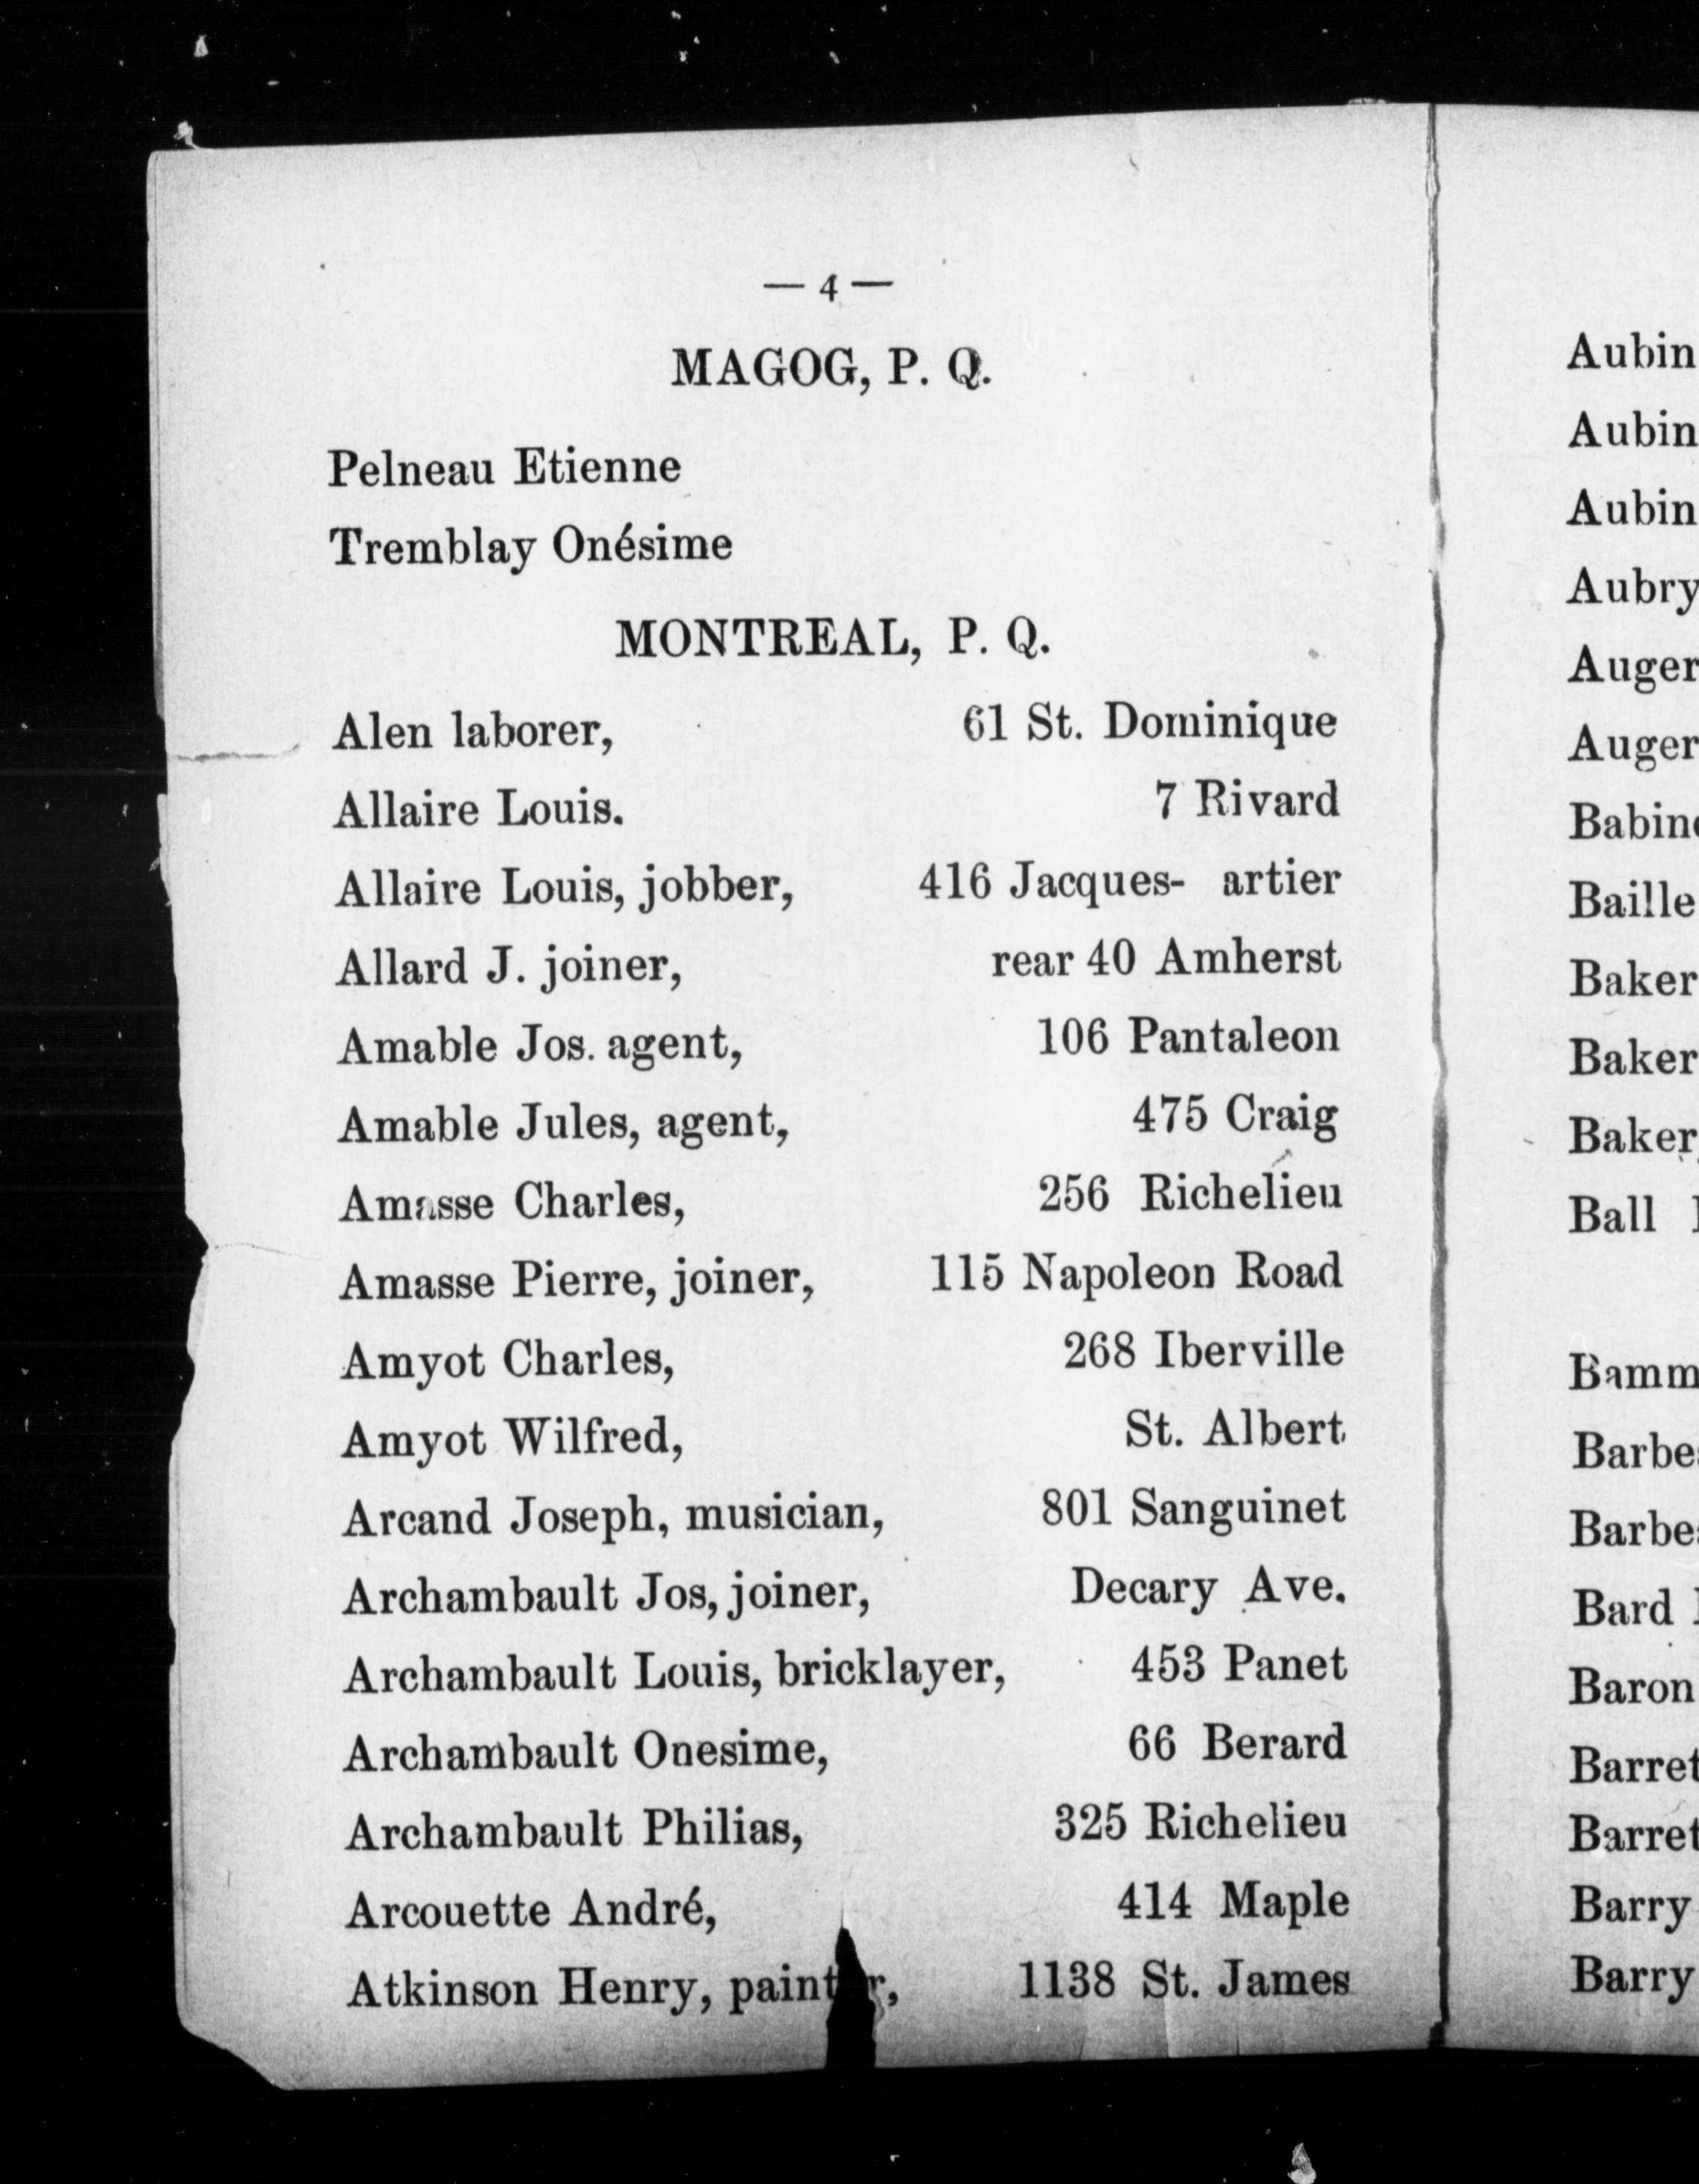 — 4 —
MAGOG, P. Q.
Pelneau Etienne
Tremblay Onésime
MONTREAL, P. Q.
Alen laborer, 61 St. Dominique
Allaire Louis. 7 Rivard
Allaire Louis, jobber, 416 Jacques- artier
Allard J. joiner, rear 40 Amherst
Amable Jos. agent, 106 Pantaleon
Amable Jules, agent, 475 Craig
Amasse Charles, 256 Richelieu
Amasse Pierre, joiner, 115 Napoleon Road
Amyot Charles, 268 Iberville
Amyot Wilfred, St. Albert
Arcand Joseph, musician, 801 Sanguinet
Archambault Jos, joiner, Decary Ave.
Archambault Louis, bricklayer, 453 Panet
Archambault Onesime, 66 Berard
Archambault Philias, 325 Richelieu
Arcouette André, 414 Maple
Atkinson Henry, painter, 1138 St. James
Aubin
Aubin
Aubin
Aubry
Auger
Auger
Baker
Baker
Baker
Ball
Bard
Baron
Barry
Barry